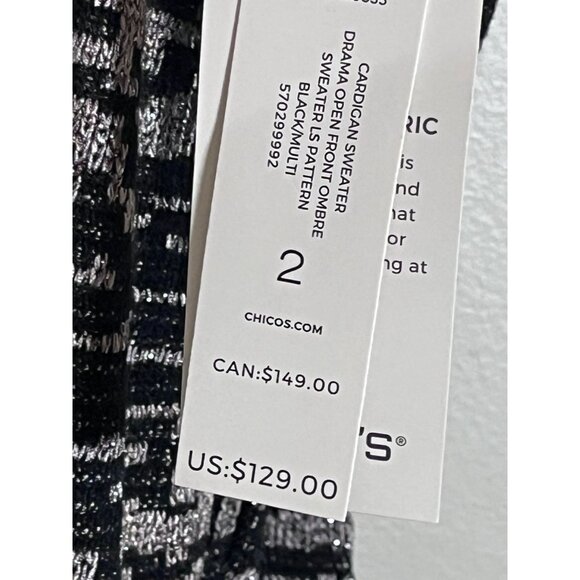 CARDIGAN SWEATER
DRAMA OPEN FRONT OMBRE
SWEATER LS PATTERN
BLACK/MULTI
570299992
2
CHICOS.COM
CAN:$149.00
US:$129.00
RIC
is
nd
hat
or
ng at
'S®